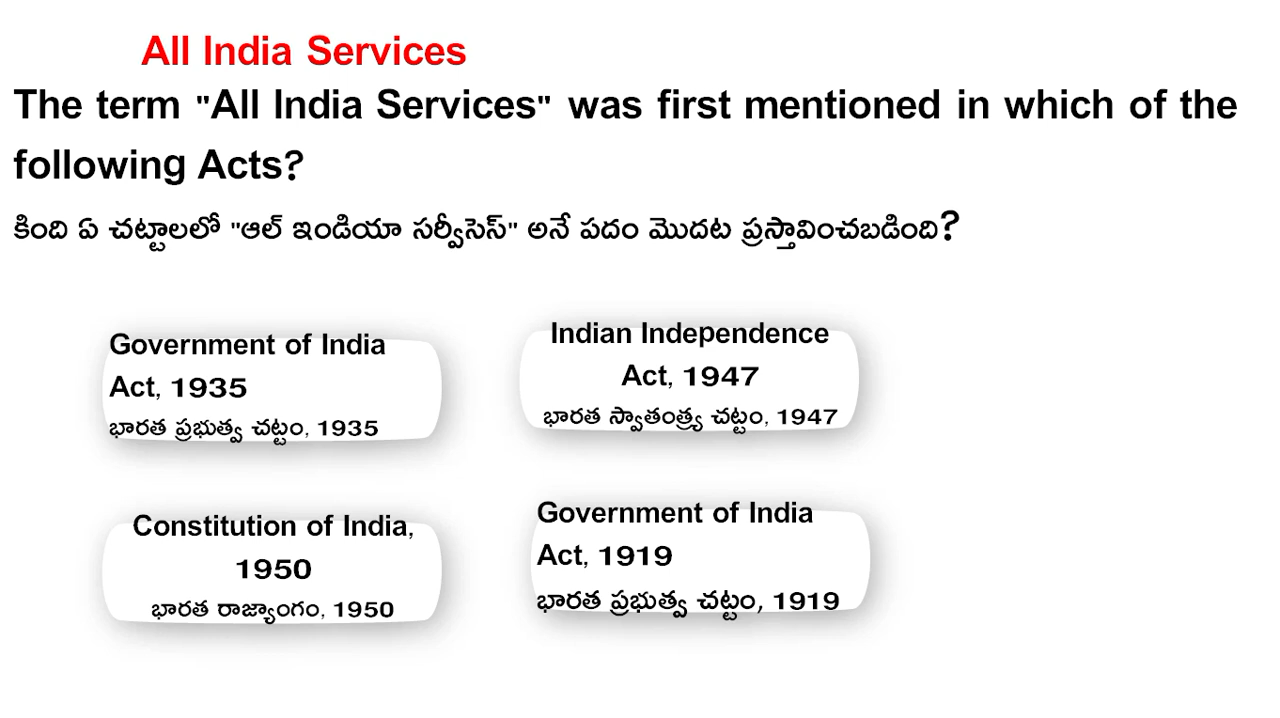 All India Services
The term "All India Services" was first mentioned in which of the
following Acts?
కింది ఏ చట్టాలలో "ఆల్ ఇండియా సర్వీసెస్" అనే పదం మొదట ప్రస్తావించబడింది?
Government of India
Act, 1935
భారత ప్రభుత్వ చట్టం, 1935
Indian Independence
Act, 1947
భారత స్వాతంత్ర్య చట్టం, 1947
Constitution of India,
1950
భారత రాజ్యాంగం, 1950
Government of India
Act, 1919
భారత ప్రభుత్వ చట్టం, 1919